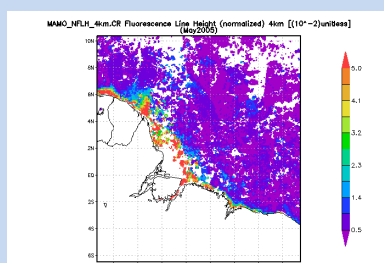 MAMO_NFLH_4km.CR Fluorescence Line Height (normalized) 4km [(10^-2)unitless]
(May2005)
10N
8N
6N
4N
2N
EQ
2S
4S
6S
5.0
4.1
3.2
2.3
1.4
0.5